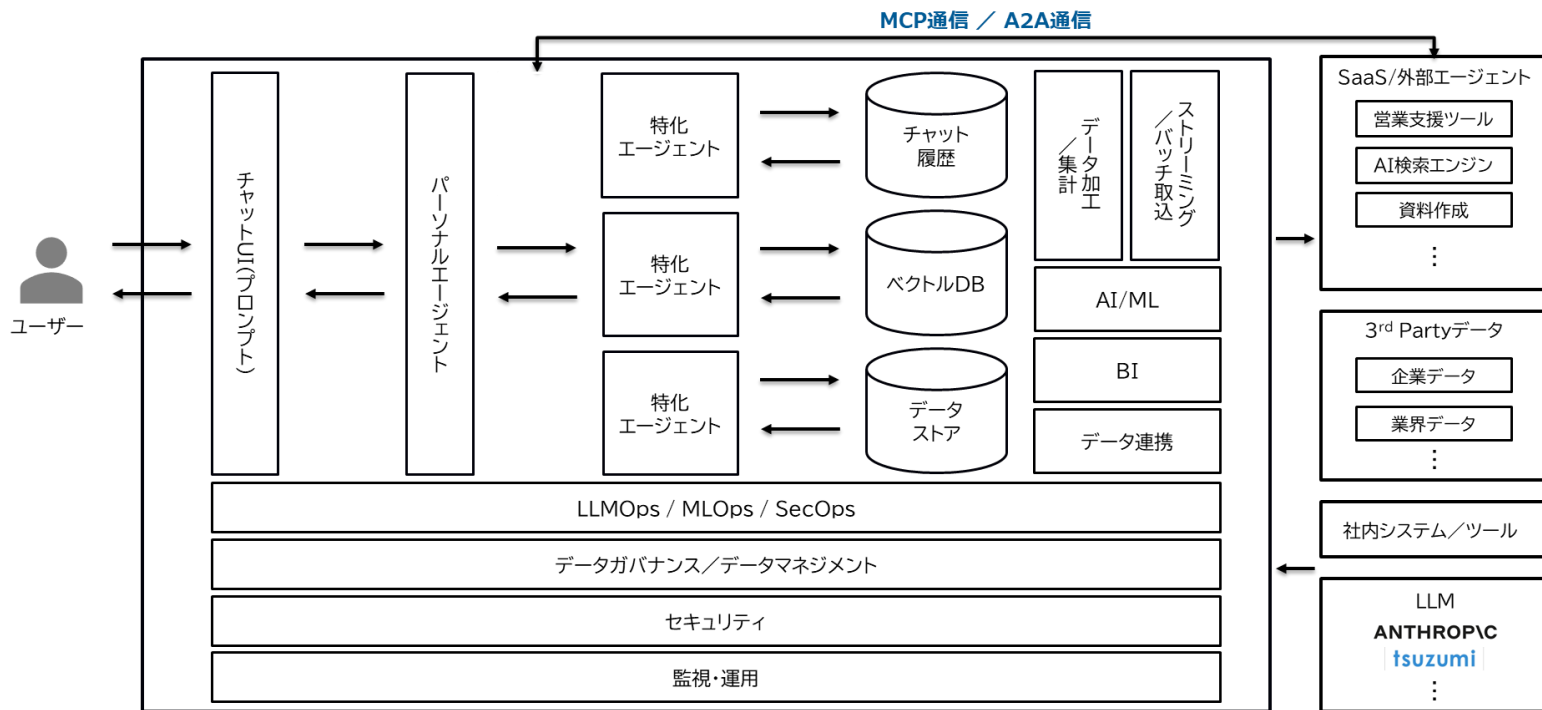 MCP通信 ／ A2A通信
ユーザー
チャットUI(プロンプト)
パーソナルエージェント
特化
エージェント
特化
エージェント
特化
エージェント
チャット
履歴
ベクトルDB
データ
ストア
データ加工
／集計
ストリーミング
／バッチ取込
AI/ML
BI
データ連携
LLMOps / MLOps / SecOps
データガバナンス／データマネジメント
セキュリティ
監視・運用
SaaS/外部エージェント
営業支援ツール
AI検索エンジン
資料作成
⋮
3rd Partyデータ
企業データ
業界データ
⋮
社内システム／ツール
LLM
ANTHROP\C
tsuzumi
⋮